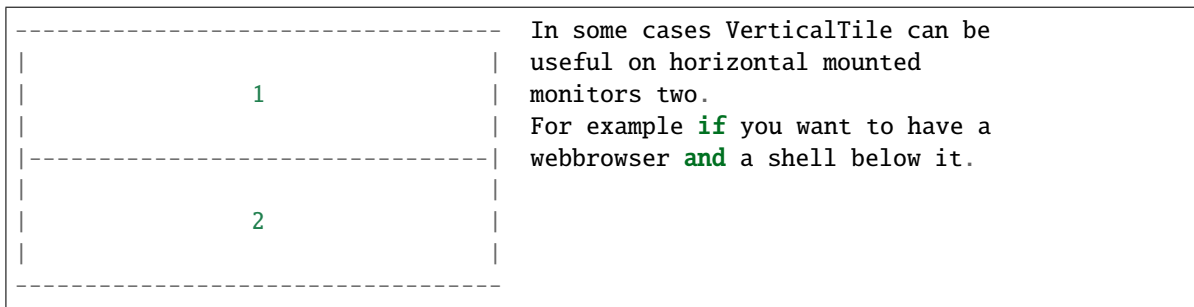 ----------------------------------- In some cases VerticalTile can be
| | useful on horizontal mounted
| 1 | monitors two.
| | For example if you want to have a
|---------------------------------| webbrowser and a shell below it.
| |
| 2 |
| |
-----------------------------------